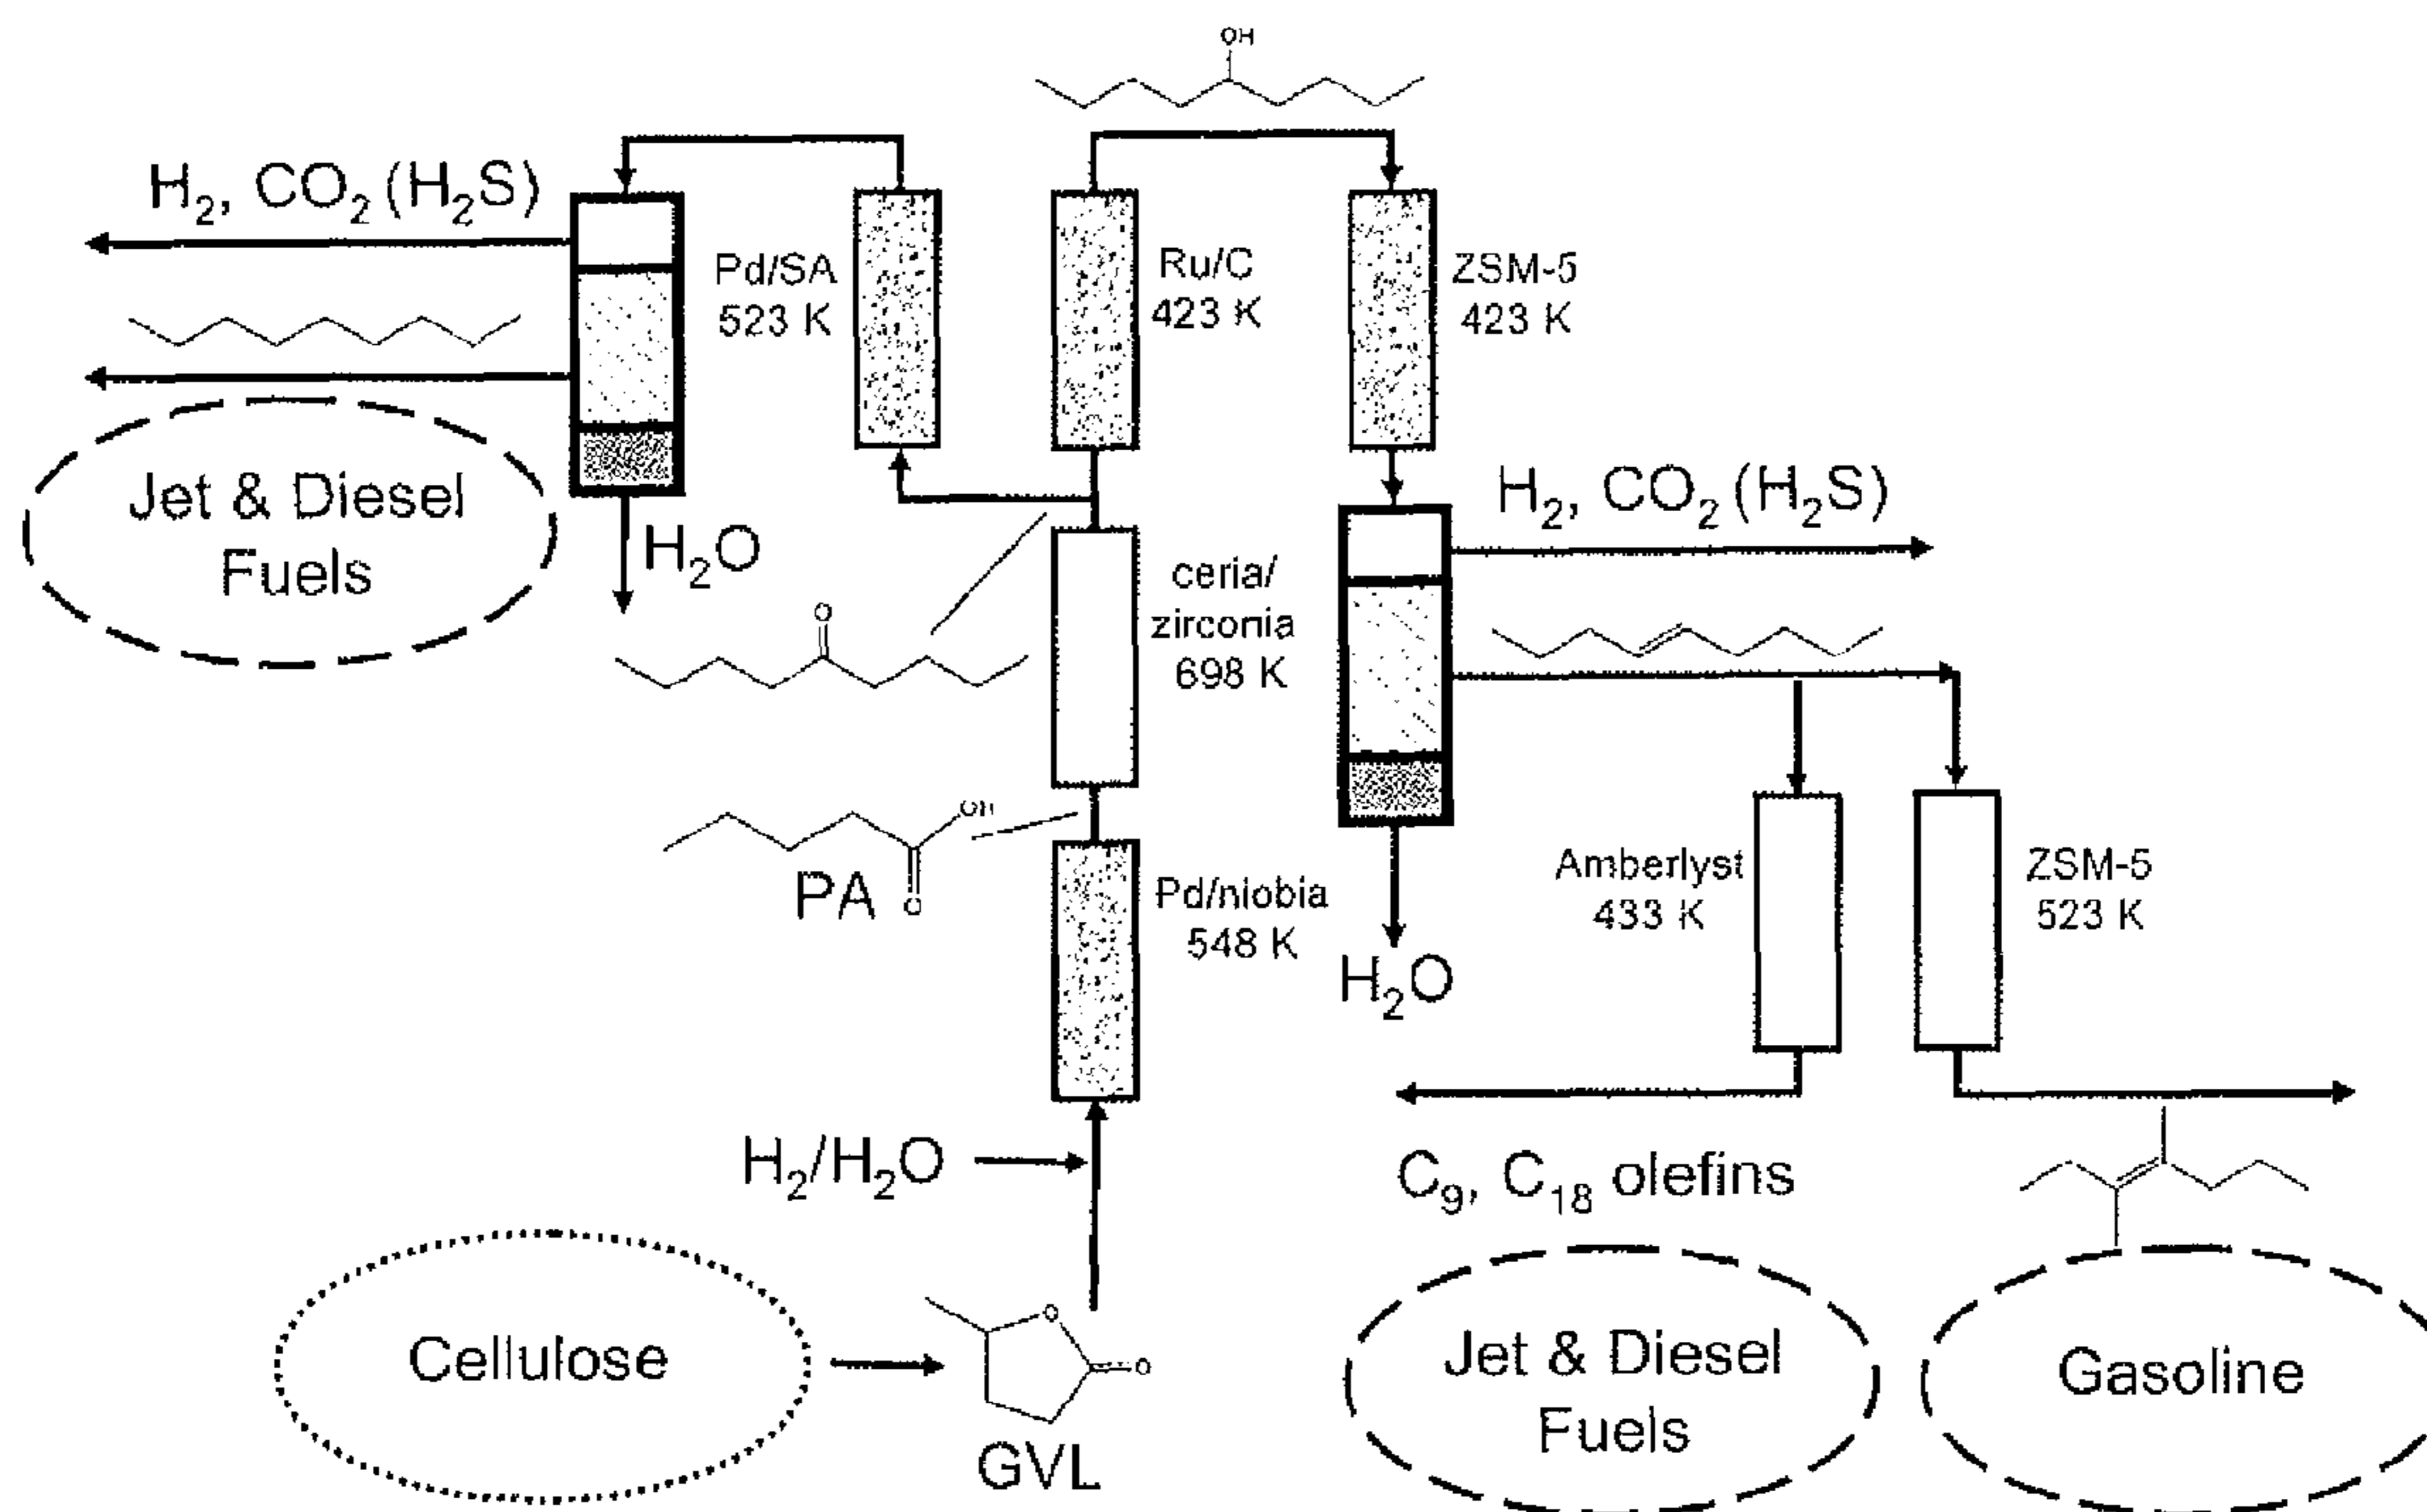 OH
H2, CO2 (H2S)
Pd/SA
523 K
Ru/C
423 K
ZSM-5
423 K
Jet & Diesel
Fuels
H2O
H2, CO2 (H2S)
ceria/
zirconia
698 K
O
OH
PA
O
Pd/niobia
548 K
Amberlyst
433 K
ZSM-5
523 K
H2O
H2/H2O
C9, C18 olefins
Cellulose
O
O
GVL
Jet & Diesel
Fuels
Gasoline